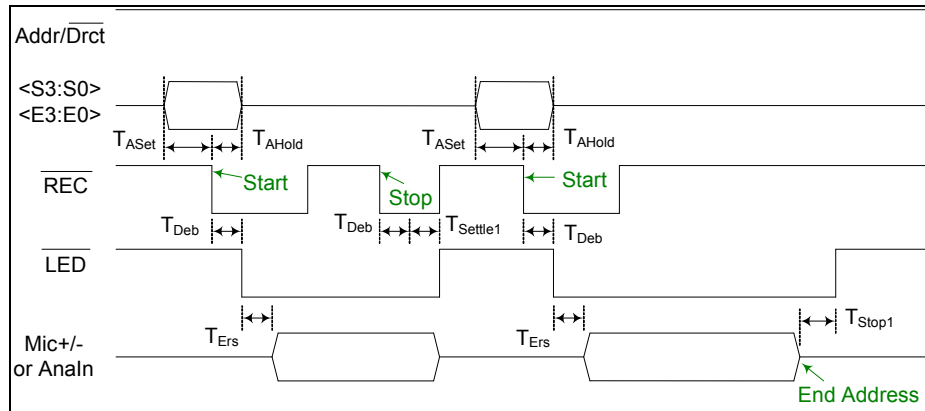 Addr/Drct
<S3:S0>
<E3:E0>
TASet TAHold TASet TAHold
REC Start Stop Start
TDeb TDeb TSettle1 TDeb
LED
TErs TErs TStop1
Mic+/-
or AnaIn
End Address